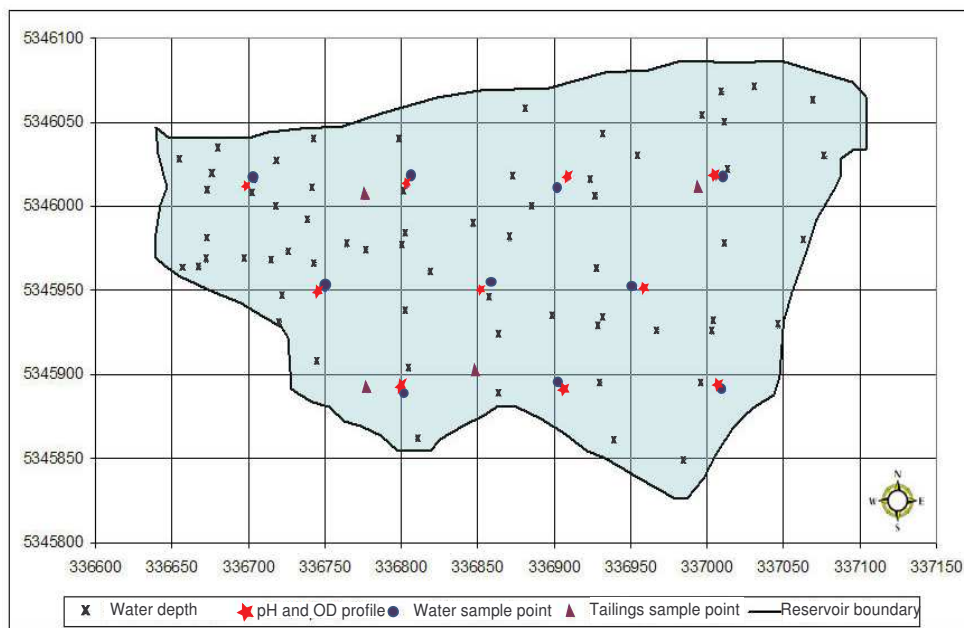 5346100
5346050
5346000
5345950
5345900
5345850
5345800
N
W E
S
336600 336650 336700 336750 336800 336850 336900 336950 337000 337050 337100 337150
Water depth pH and OD profile Water sample point Tailings sample point Reservoir boundary